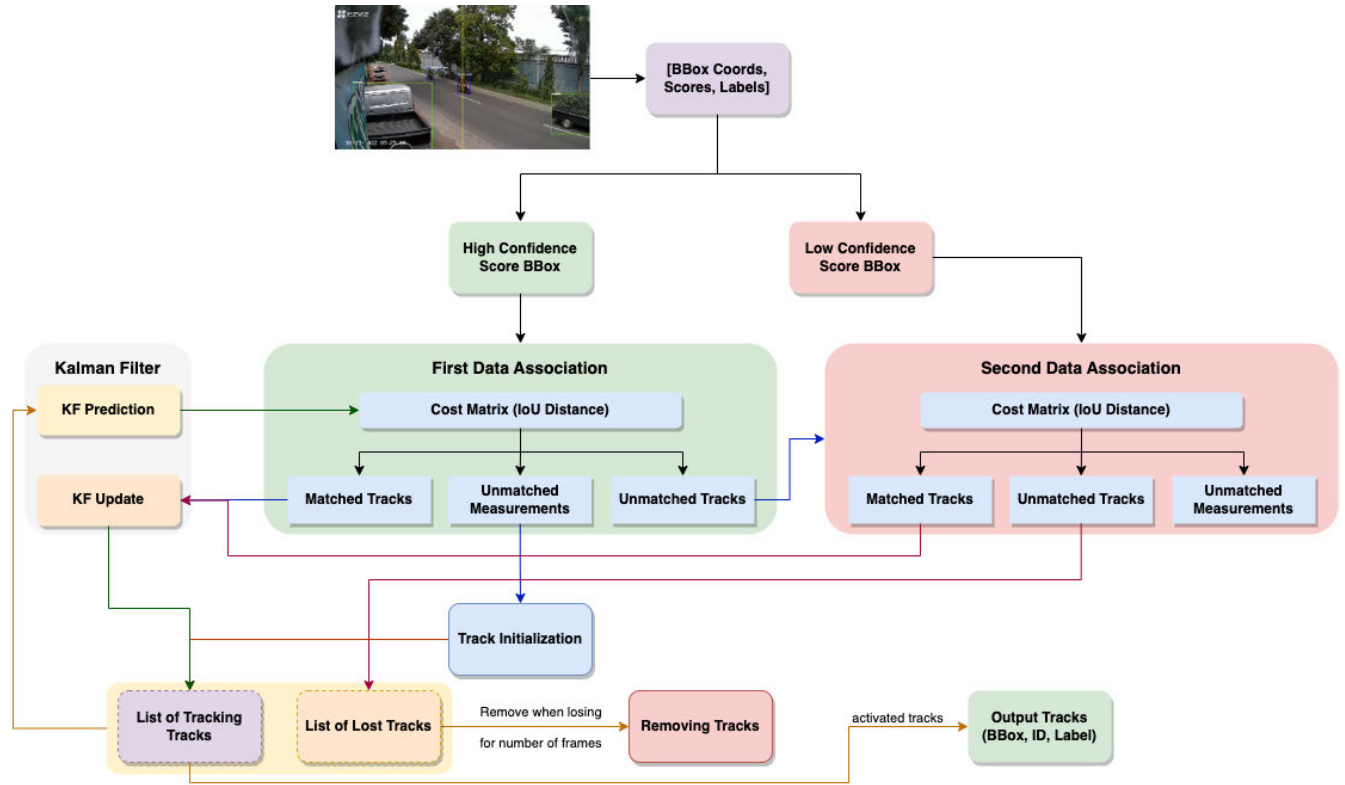 EZVIZ
[BBox Coords,
Scores, Labels]
High Confidence
Score BBox
Low Confidence
Score BBox
Kalman Filter
First Data Association
Second Data Association
KF Prediction
Cost Matrix (IoU Distance)
Cost Matrix (IoU Distance)
KF Update
Matched Tracks
Unmatched
Measurements
Unmatched Tracks
Matched Tracks
Unmatched Tracks
Unmatched
Measurements
Track Initialization
List of Tracking
Tracks
List of Lost Tracks
Remove when losing
for number of frames
Removing Tracks
activated tracks
Output Tracks
(BBox, ID, Label)